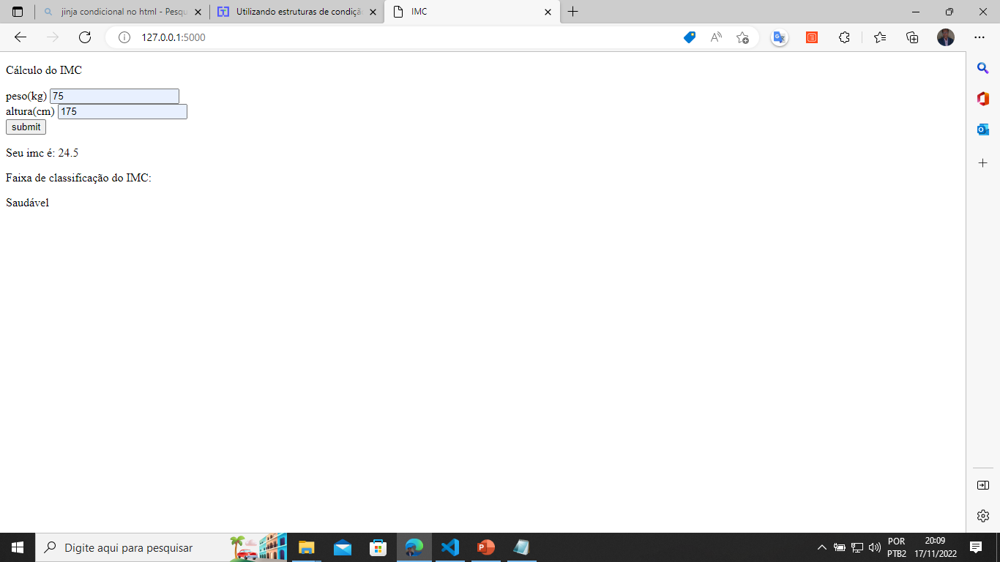 jinja condicional no html - Pesqu
Utilizando estruturas de condiçã
IMC
127.0.0.1:5000
Cálculo do IMC
peso(kg) 75
altura(cm) 175
submit
Seu imc é: 24.5
Faixa de classificação do IMC:
Saudável
Digite aqui para pesquisar
POR
PTB2
20:09
17/11/2022